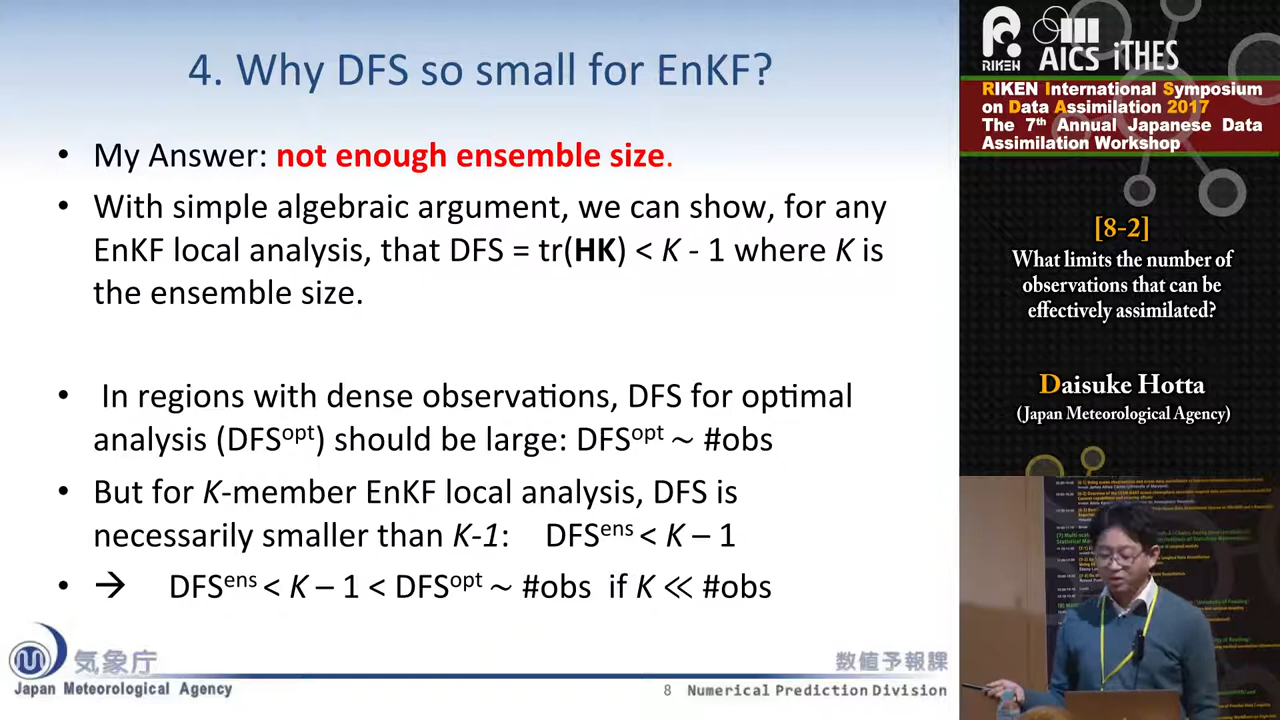 4. Why DFS so small for EnKF?
• My Answer: not enough ensemble size.
• With simple algebraic argument, we can show, for any
EnKF local analysis, that DFS = tr(HK) < K - 1 where K is
the ensemble size.
• In regions with dense observations, DFS for optimal
analysis (DFSᵒᵖᵗ) should be large: DFSᵒᵖᵗ ~ #obs
• But for K-member EnKF local analysis, DFS is
necessarily smaller than K-1: DFSᵉⁿˢ < K – 1
• → DFSᵉⁿˢ < K – 1 < DFSᵒᵖᵗ ~ #obs if K ≪ #obs
気象庁
Japan Meteorological Agency
数値予報課
8 Numerical Prediction Division
RIKEN AICS iTHES
RIKEN International Symposium
on Data Assimilation 2017
The 7th Annual Japanese Data
Assimilation Workshop
[8-2]
What limits the number of
observations that can be
effectively assimilated?
Daisuke Hotta
(Japan Meteorological Agency)